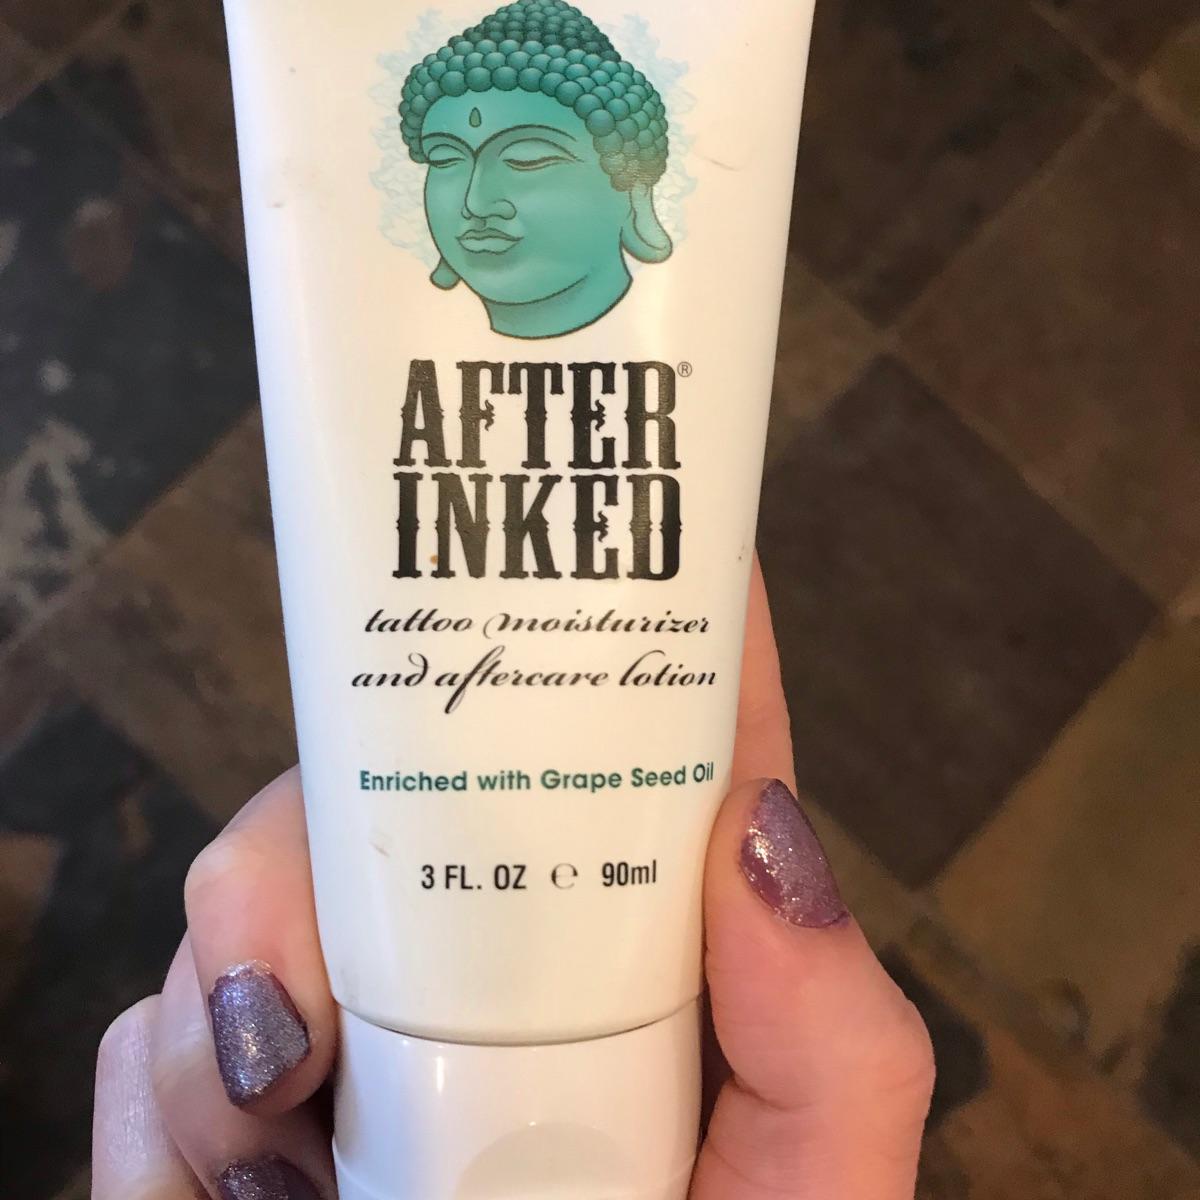 AFTER®
INKED
tattoo moisturizer
and aftercare lotion
Enriched with Grape Seed Oil
3 FL. OZ ℮ 90ml